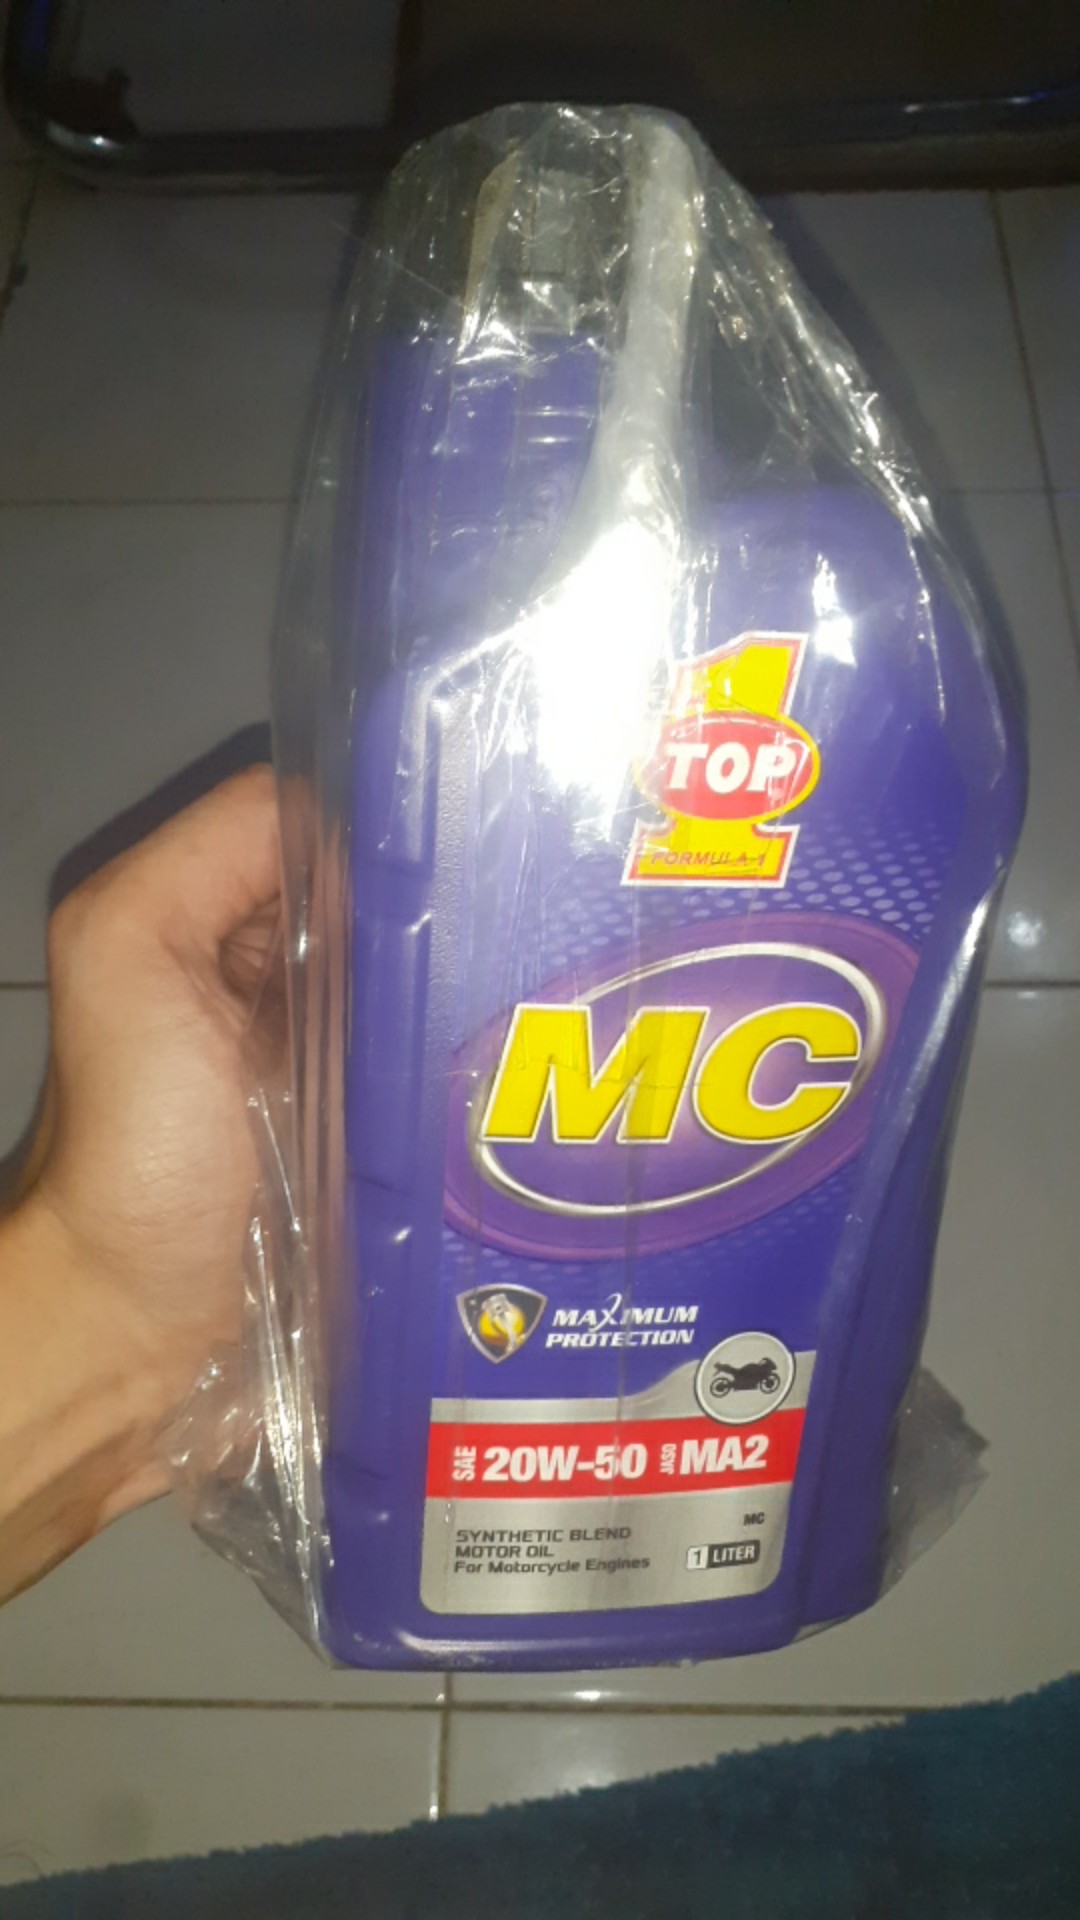 1
TOP
FORMULA-1
MC
MAXIMUM
PROTECTION
SAE 20W-50 JASO MA2
MC
SYNTHETIC BLEND
MOTOR OIL
For Motorcycle Engines
1 LITER